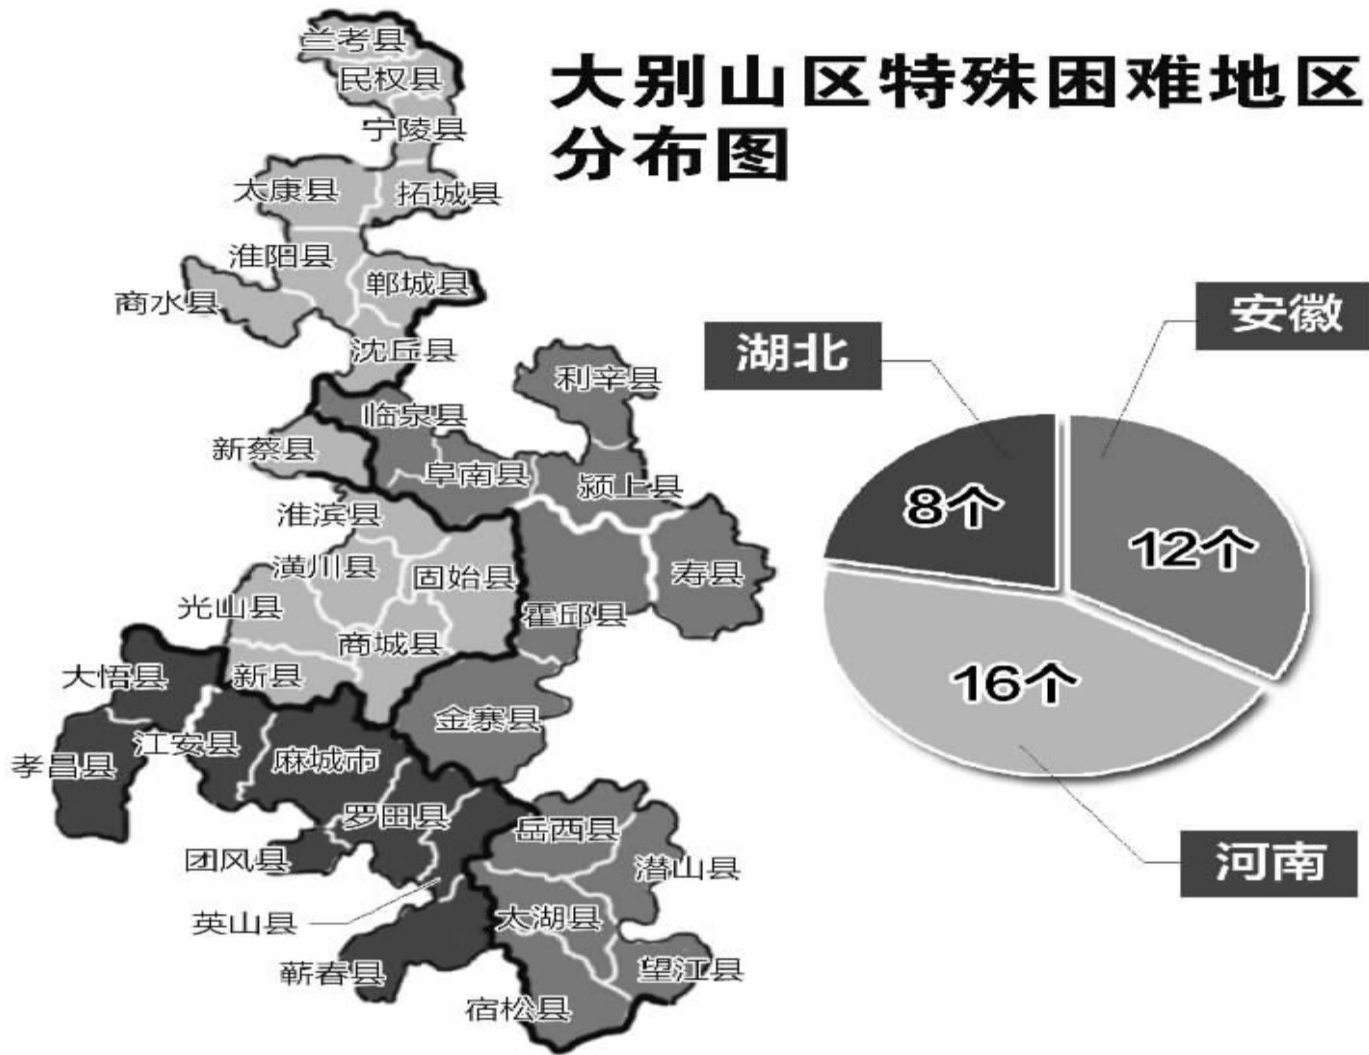 大别山区特殊困难地区
分布图
兰考县
民权县
宁陵县
太康县
拓城县
淮阳县
郸城县
商水县
沈丘县
利辛县
临泉县
新蔡县
阜南县
颍上县
淮滨县
潢川县
固始县
寿县
光山县
霍邱县
商城县
大悟县
新县
金寨县
江安县
麻城市
孝昌县
罗田县
岳西县
团风县
潜山县
英山县
太湖县
蕲春县
望江县
宿松县
安徽
湖北
8个
12个
16个
河南